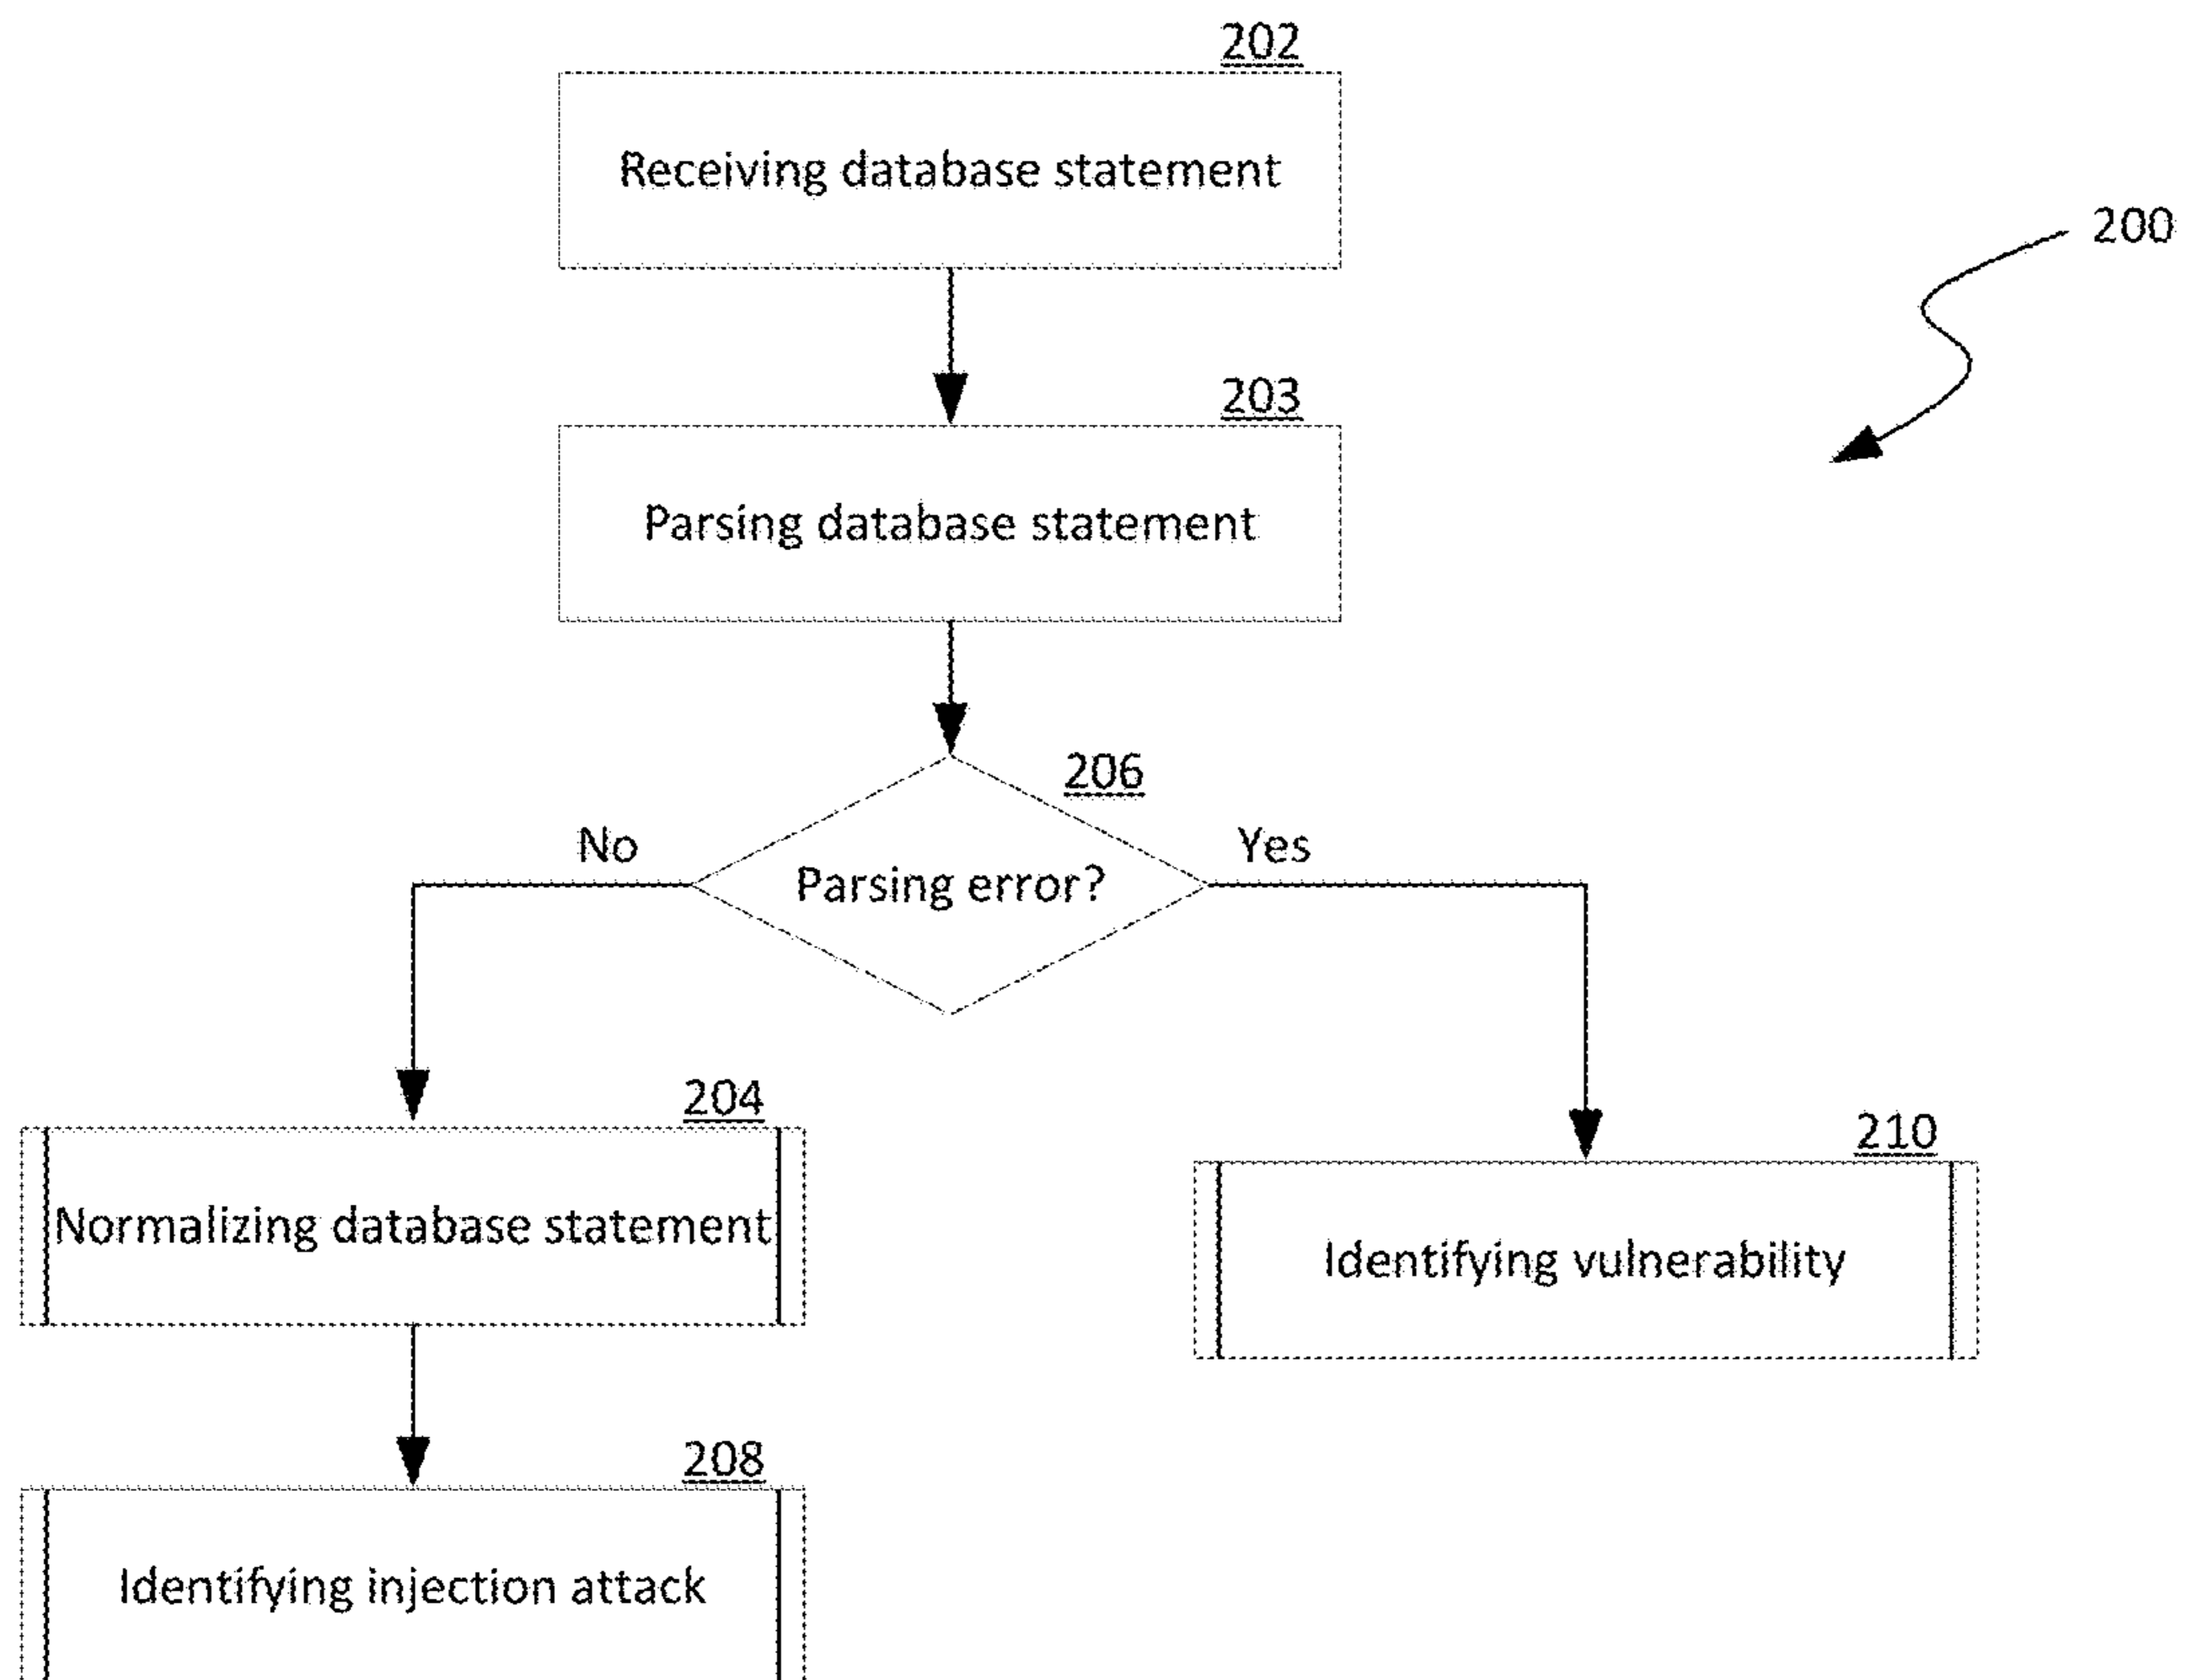 202
Receiving database statement
200
203
Parsing database statement
206
No
Yes
Parsing error?
204
Normalizing database statement
210
Identifying vulnerability
208
Identifying injection attack